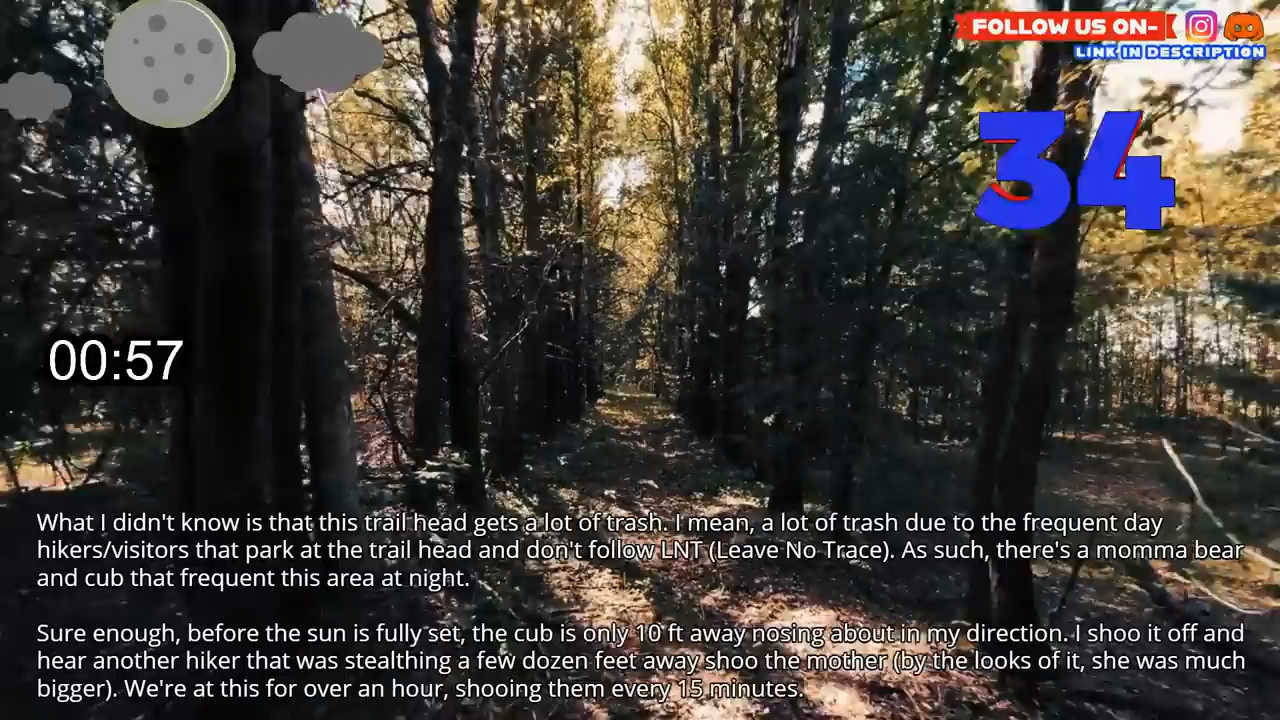 FOLLOW US ON-
LINK IN DESCRIPTION
34
00:57
What I didn't know is that this trail head gets a lot of trash. I mean, a lot of trash due to the frequent day
hikers/visitors that park at the trail head and don't follow LNT (Leave No Trace). As such, there's a momma bear
and cub that frequent this area at night.
Sure enough, before the sun is fully set, the cub is only 10 ft away nosing about in my direction. I shoo it off and
hear another hiker that was stealthing a few dozen feet away shoo the mother (by the looks of it, she was much
bigger). We're at this for over an hour, shooing them every 15 minutes.